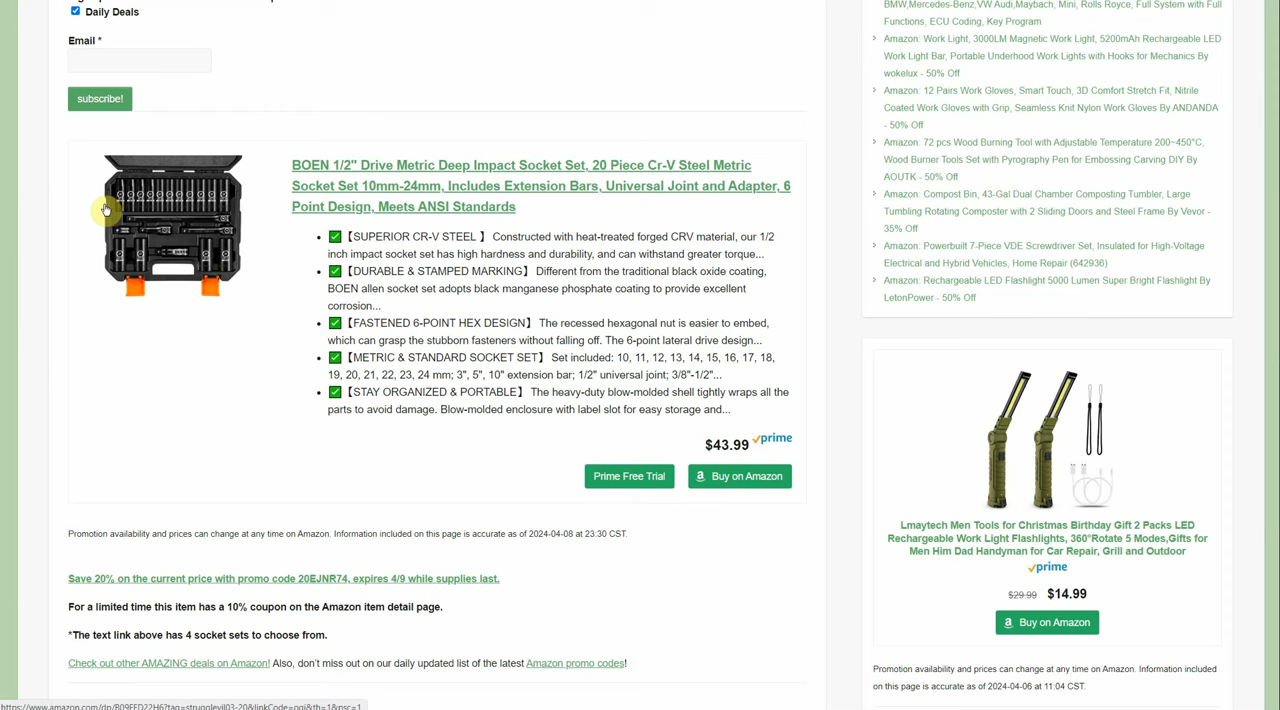 Daily Deals
Email *
subscribe!
BOEN 1/2" Drive Metric Deep Impact Socket Set, 20 Piece Cr-V Steel Metric
Socket Set 10mm-24mm, Includes Extension Bars, Universal Joint and Adapter, 6
Point Design, Meets ANSI Standards
【SUPERIOR CR-V STEEL 】 Constructed with heat-treated forged CRV material, our 1/2
inch impact socket set has high hardness and durability, and can withstand greater torque...
【DURABLE & STAMPED MARKING】 Different from the traditional black oxide coating,
BOEN allen socket set adopts black manganese phosphate coating to provide excellent
corrosion...
【FASTENED 6-POINT HEX DESIGN】 The recessed hexagonal nut is easier to embed,
which can grasp the stubborn fasteners without falling off. The 6-point lateral drive design...
【METRIC & STANDARD SOCKET SET】 Set included: 10, 11, 12, 13, 14, 15, 16, 17, 18,
19, 20, 21, 22, 23, 24 mm; 3", 5", 10" extension bar; 1/2" universal joint; 3/8"-1/2"...
【STAY ORGANIZED & PORTABLE】 The heavy-duty blow-molded shell tightly wraps all the
parts to avoid damage. Blow-molded enclosure with label slot for easy storage and...
$43.99 prime
Prime Free Trial
Buy on Amazon
Promotion availability and prices can change at any time on Amazon. Information included on this page is accurate as of 2024-04-08 at 23:30 CST.
Save 20% on the current price with promo code 20EJNR74, expires 4/9 while supplies last.
For a limited time this item has a 10% coupon on the Amazon item detail page.
*The text link above has 4 socket sets to choose from.
Check out other AMAZING deals on Amazon! Also, don't miss out on our daily updated list of the latest Amazon promo codes!
BMW,Mercedes-Benz,VW Audi,Maybach, Mini, Rolls Royce, Full System with Full
Functions, ECU Coding, Key Program
Amazon: Work Light, 3000LM Magnetic Work Light, 5200mAh Rechargeable LED
Work Light Bar, Portable Underhood Work Lights with Hooks for Mechanics By
wokelux - 50% Off
Amazon: 12 Pairs Work Gloves, Smart Touch, 3D Comfort Stretch Fit, Nitrile
Coated Work Gloves with Grip, Seamless Knit Nylon Work Gloves By ANDANDA
- 50% Off
Amazon: 72 pcs Wood Burning Tool with Adjustable Temperature 200~450°C,
Wood Burner Tools Set with Pyrography Pen for Embossing Carving DIY By
AOUTK - 50% Off
Amazon: Compost Bin, 43-Gal Dual Chamber Composting Tumbler, Large
Tumbling Rotating Composter with 2 Sliding Doors and Steel Frame By Vevor -
35% Off
Amazon: Powerbuilt 7-Piece VDE Screwdriver Set, Insulated for High-Voltage
Electrical and Hybrid Vehicles, Home Repair (642936)
Amazon: Rechargeable LED Flashlight 5000 Lumen Super Bright Flashlight By
LetonPower - 50% Off
Lmaytech Men Tools for Christmas Birthday Gift 2 Packs LED
Rechargeable Work Light Flashlights, 360°Rotate 5 Modes,Gifts for
Men Him Dad Handyman for Car Repair, Grill and Outdoor
prime
$29.99 $14.99
Buy on Amazon
Promotion availability and prices can change at any time on Amazon. Information included
on this page is accurate as of 2024-04-06 at 11:04 CST.